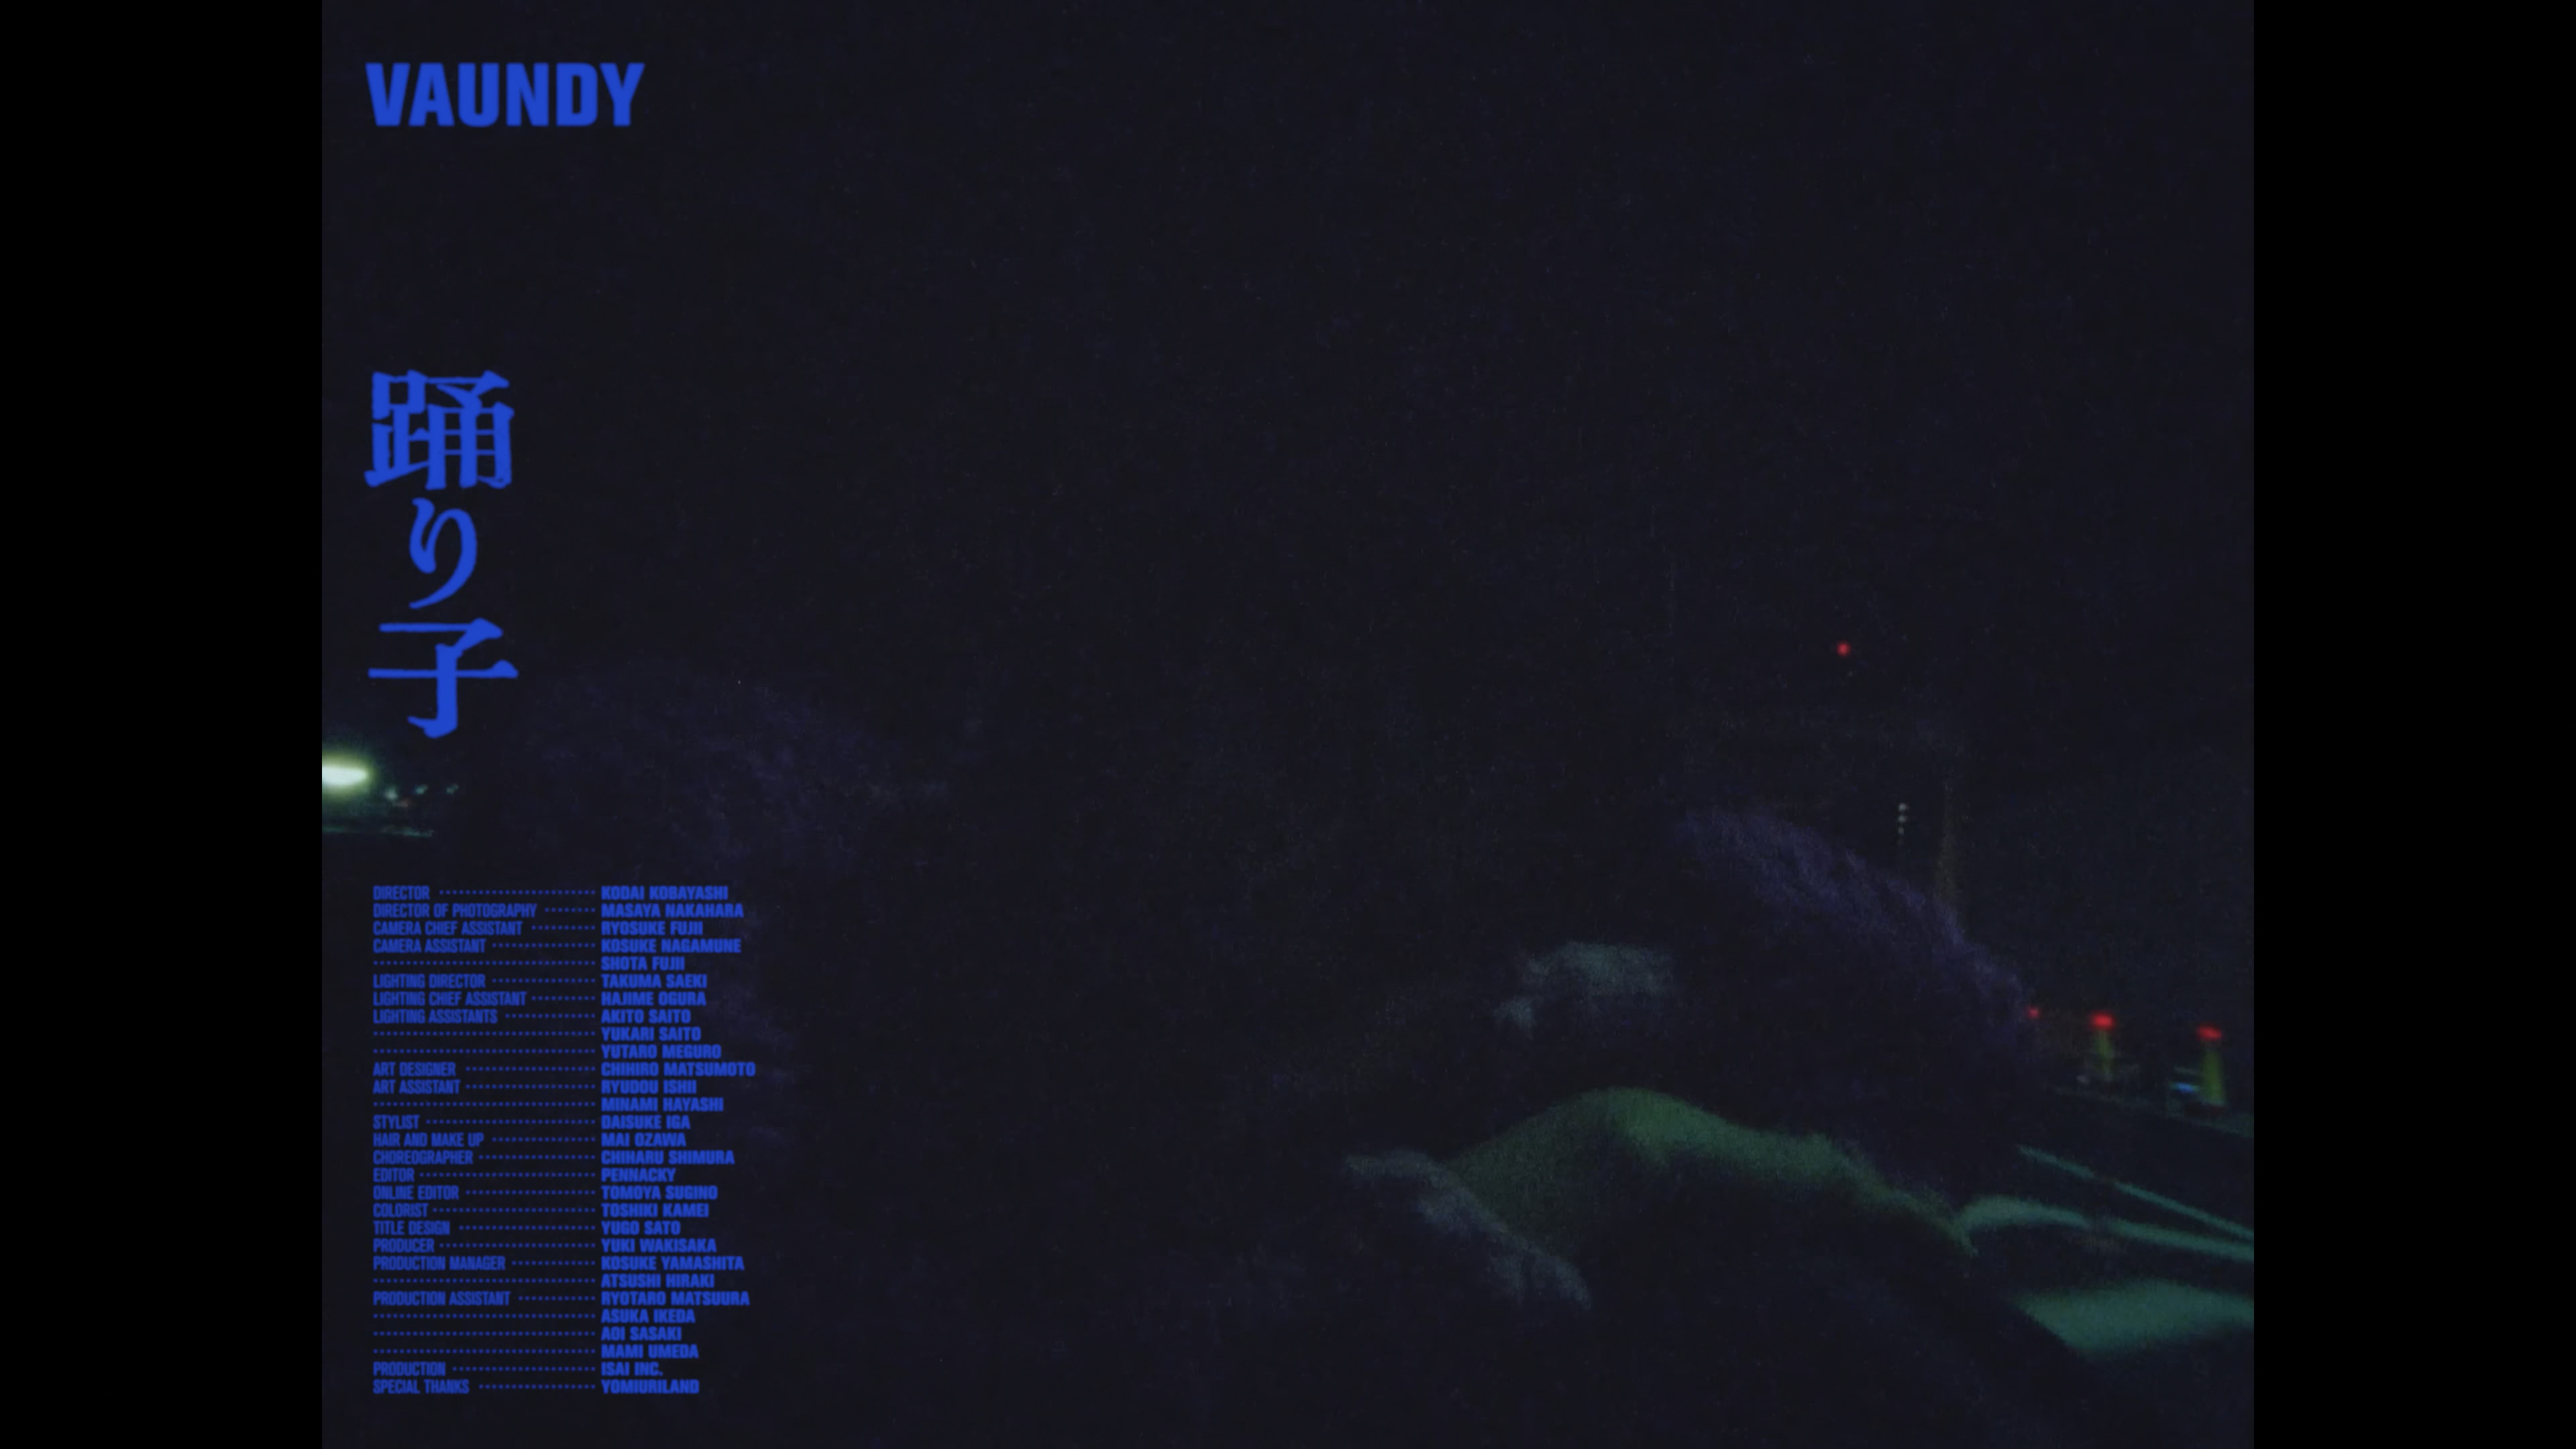 VAUNDY
踊り子
DIRECTOR ........................ KODAI KOBAYASHI
DIRECTOR OF PHOTOGRAPHY ........ MASAYA NAKAHARA
CAMERA CHIEF ASSISTANT .......... RYOSUKE FUJII
CAMERA ASSISTANT ................ KOSUKE NAGAMUNE
.................................. SHOTA FUJII
LIGHTING DIRECTOR ................ TAKUMA SAEKI
LIGHTING CHIEF ASSISTANT .......... HAJIME OGURA
LIGHTING ASSISTANTS .............. AKITO SAITO
.................................. YUKARI SAITO
.................................. YUTARO MEGURO
ART DESIGNER .................... CHIHIRO MATSUMOTO
ART ASSISTANT .................... RYUDOU ISHII
.................................. MINAMI HAYASHI
STYLIST .......................... DAISUKE IGA
HAIR AND MAKE UP ................ MAI OZAWA
CHOREOGRAPHER .................. CHIHARU SHIMURA
EDITOR .......................... PENNACKY
ONLINE EDITOR .................... TOMOYA SUGINO
COLORIST ........................ TOSHIKI KAMEI
TITLE DESIGN .................... YUGO SATO
PRODUCER ........................ YUKI WAKISAKA
PRODUCTION MANAGER ............ KOSUKE YAMASHITA
.................................. ATSUSHI HIRAKI
PRODUCTION ASSISTANT ............ RYOTARO MATSUURA
.................................. ASUKA IKEDA
.................................. AOI SASAKI
.................................. MAMI UMEDA
PRODUCTION ...................... ISAI INC.
SPECIAL THANKS .................. YOMIURILAND